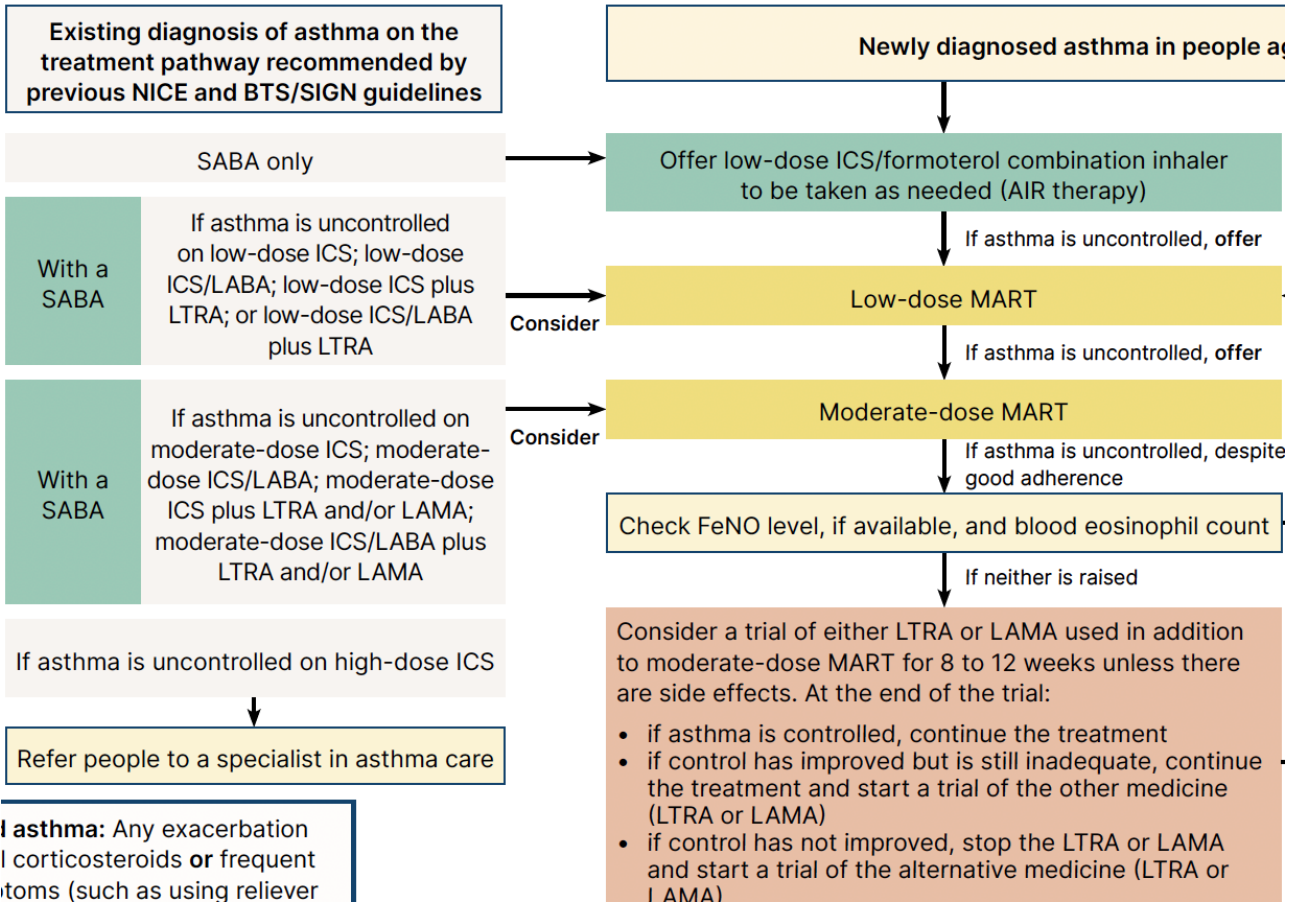 Existing diagnosis of asthma on the
treatment pathway recommended by
previous NICE and BTS/SIGN guidelines
SABA only
With a
SABA
If asthma is uncontrolled
on low-dose ICS; low-dose
ICS/LABA; low-dose ICS plus
LTRA; or low-dose ICS/LABA
plus LTRA
Consider
With a
SABA
If asthma is uncontrolled on
moderate-dose ICS; moderate-
dose ICS/LABA; moderate-dose
ICS plus LTRA and/or LAMA;
moderate-dose ICS/LABA plus
LTRA and/or LAMA
Consider
If asthma is uncontrolled on high-dose ICS
Refer people to a specialist in asthma care
asthma: Any exacerbation
corticosteroids or frequent
(such as using reliever
Newly diagnosed asthma in people
Offer low-dose ICS/formoterol combination inhaler
to be taken as needed (AIR therapy)
If asthma is uncontrolled, offer
Low-dose MART
If asthma is uncontrolled, offer
Moderate-dose MART
If asthma is uncontrolled, despite
good adherence
Check FeNO level, if available, and blood eosinophil count
If neither is raised
Consider a trial of either LTRA or LAMA used in addition
to moderate-dose MART for 8 to 12 weeks unless there
are side effects. At the end of the trial:
• if asthma is controlled, continue the treatment
• if control has improved but is still inadequate, continue
the treatment and start a trial of the other medicine
(LTRA or LAMA)
• if control has not improved, stop the LTRA or LAMA
and start a trial of the alternative medicine (LTRA or
LAMA)